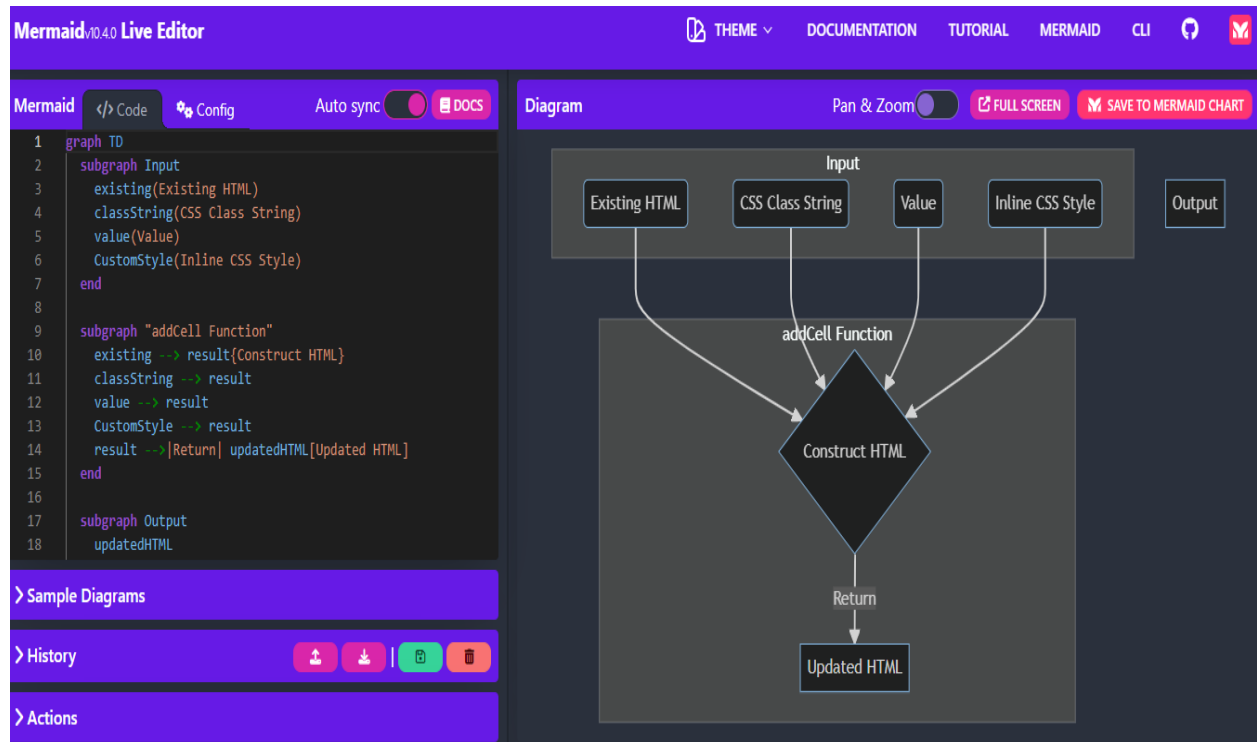 Mermaidv10.4.0 Live Editor
THEME
DOCUMENTATION
TUTORIAL
MERMAID
CLI
Mermaid
</> Code
Config
Auto sync
DOCS
1 graph TD
2 subgraph Input
3 existing(Existing HTML)
4 classString(CSS Class String)
5 value(Value)
6 CustomStyle(Inline CSS Style)
7 end
8
9 subgraph "addCell Function"
10 existing --> result{Construct HTML}
11 classString --> result
12 value --> result
13 CustomStyle --> result
14 result -->|Return| updatedHTML[Updated HTML]
15 end
16
17 subgraph Output
18 updatedHTML
Sample Diagrams
History
Actions
Diagram
Pan & Zoom
FULL SCREEN
SAVE TO MERMAID CHART
Input
Existing HTML
CSS Class String
Value
Inline CSS Style
Output
addCell Function
Construct HTML
Return
Updated HTML